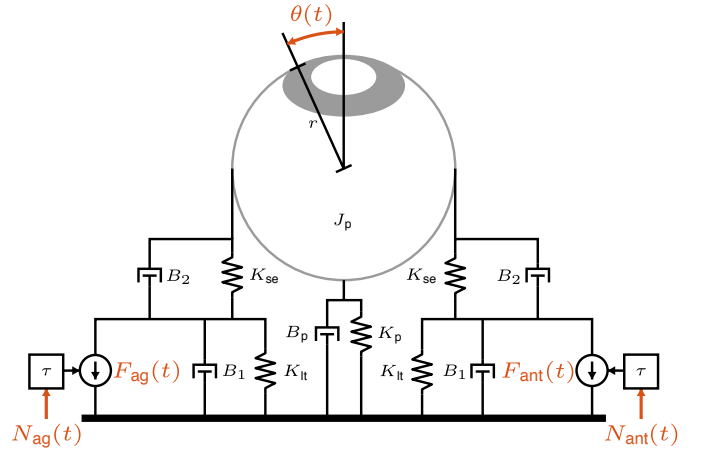 θ(t)
r
J_p
B_2
K_se
K_se
B_2
B_p
K_p
τ
F_ag(t)
B_1
K_lt
K_lt
B_1
F_ant(t)
τ
N_ag(t)
N_ant(t)